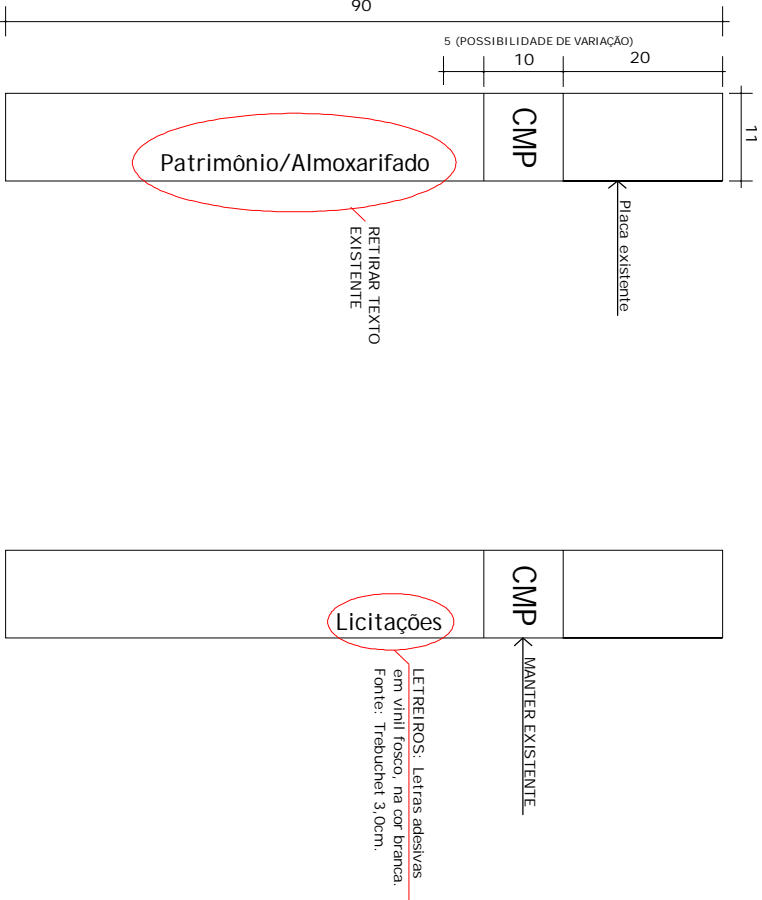 90
5 (POSSIBILIDADE DE VARIAÇÃO)
10
20
11
CMP
Patrimônio/Almoxarifado
Placa existente
RETIRAR TEXTO
EXISTENTE
CMP
Licitações
MANTER EXISTENTE
LETREIROS: Letras adesivas
em vinil fosco, na cor branca.
Fonte: Trebuchet 3,0cm.